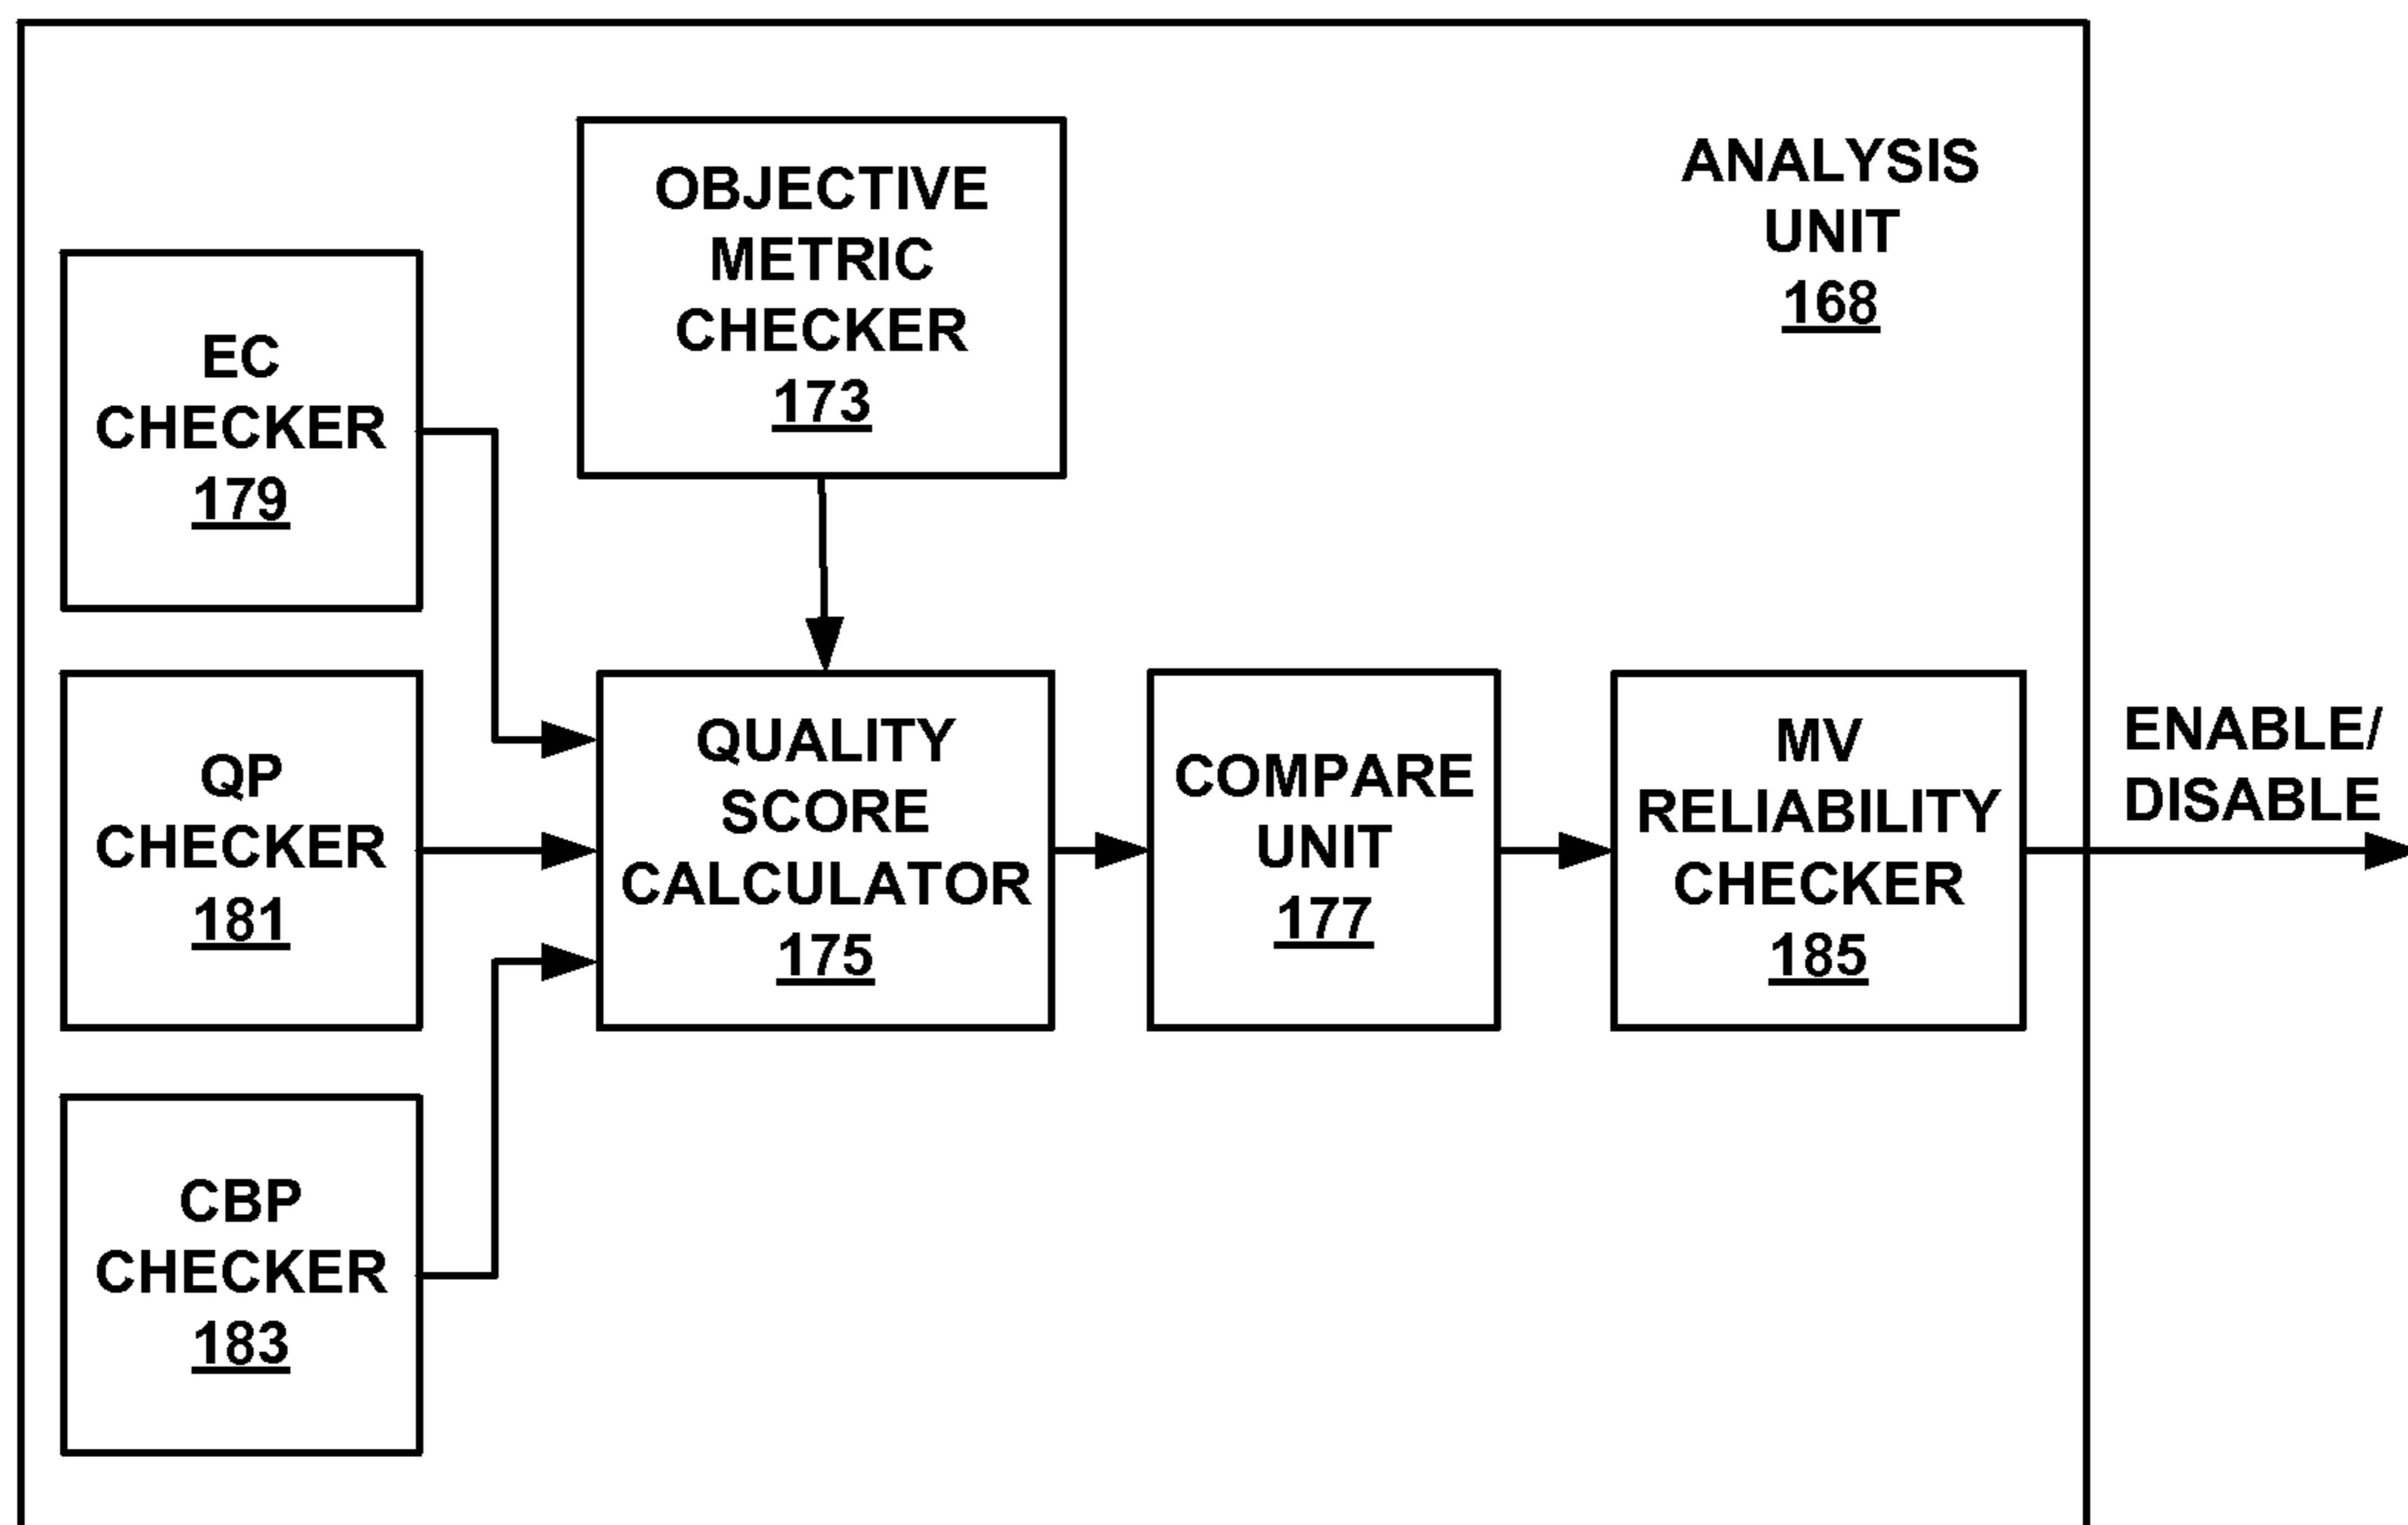 ANALYSIS
UNIT
168
OBJECTIVE
METRIC
CHECKER
173
EC
CHECKER
179
QP
CHECKER
181
CBP
CHECKER
183
QUALITY
SCORE
CALCULATOR
175
COMPARE
UNIT
177
MV
RELIABILITY
CHECKER
185
ENABLE/
DISABLE